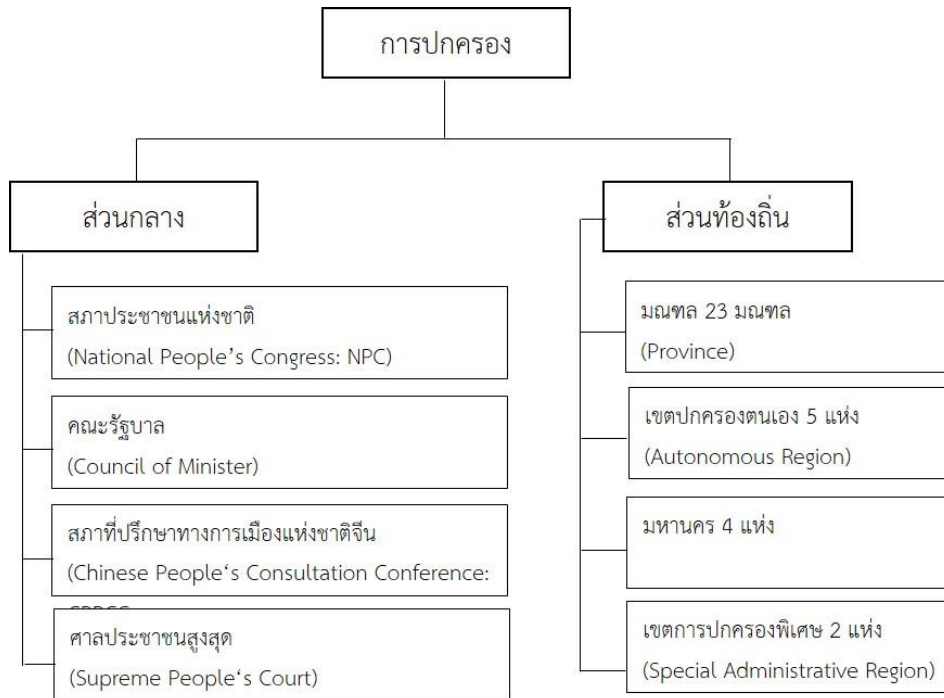 การปกครอง
ส่วนกลาง
สภาประชาชนแห่งชาติ
(National People’s Congress: NPC)
คณะรัฐบาล
(Council of Minister)
สภาที่ปรึกษาทางการเมืองแห่งชาติจีน
(Chinese People‘s Consultation Conference:
ศาลประชาชนสูงสุด
(Supreme People‘s Court)
ส่วนท้องถิ่น
มณฑล 23 มณฑล
(Province)
เขตปกครองตนเอง 5 แห่ง
(Autonomous Region)
มหานคร 4 แห่ง
เขตการปกครองพิเศษ 2 แห่ง
(Special Administrative Region)